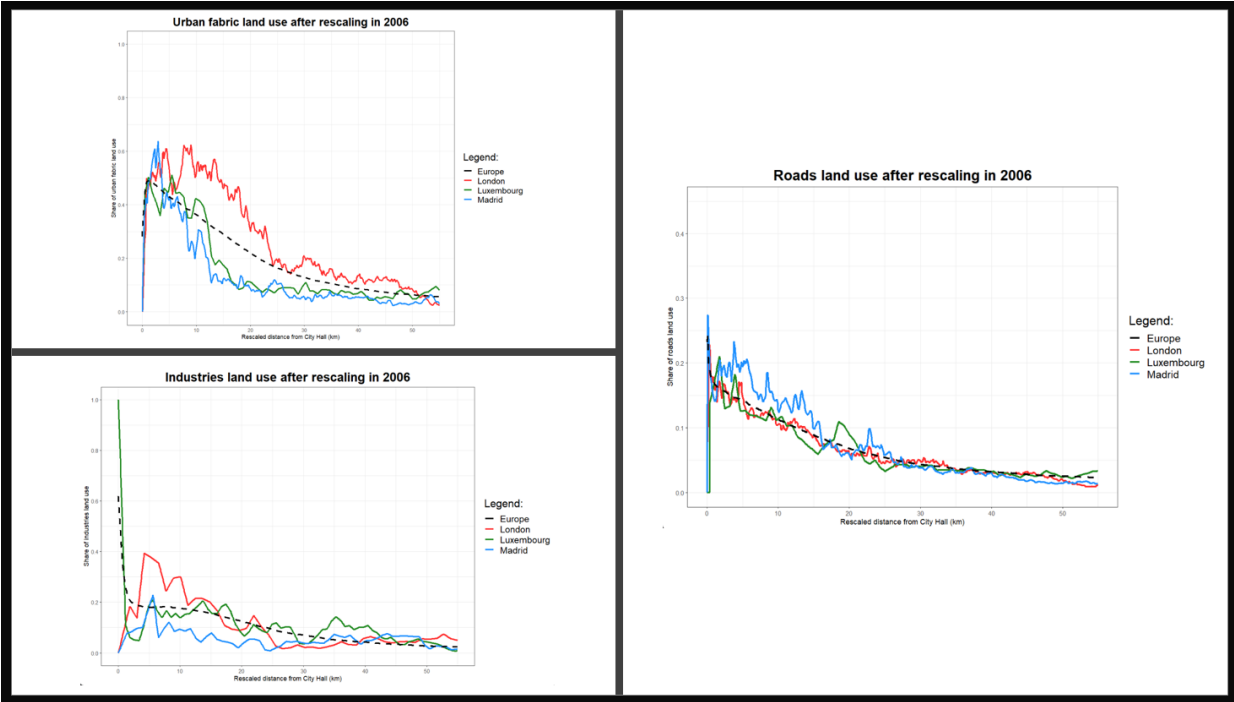 Urban fabric land use after rescaling in 2006
1.0
0.8
0.6
0.4
0.2
0.0
Share of urban fabric land use
0 10 20 30 40 50
Rescaled distance from City Hall (km)
Legend:
Europe
London
Luxembourg
Madrid
Industries land use after rescaling in 2006
1.0
0.8
0.6
0.4
0.2
0.0
Share of industries land use
0 10 20 30 40 50
Rescaled distance from City Hall (km)
Legend:
Europe
London
Luxembourg
Madrid
Roads land use after rescaling in 2006
0.4
0.3
0.2
0.1
0.0
Share of roads land use
0 10 20 30 40 50
Rescaled distance from City Hall (km)
Legend:
Europe
London
Luxembourg
Madrid